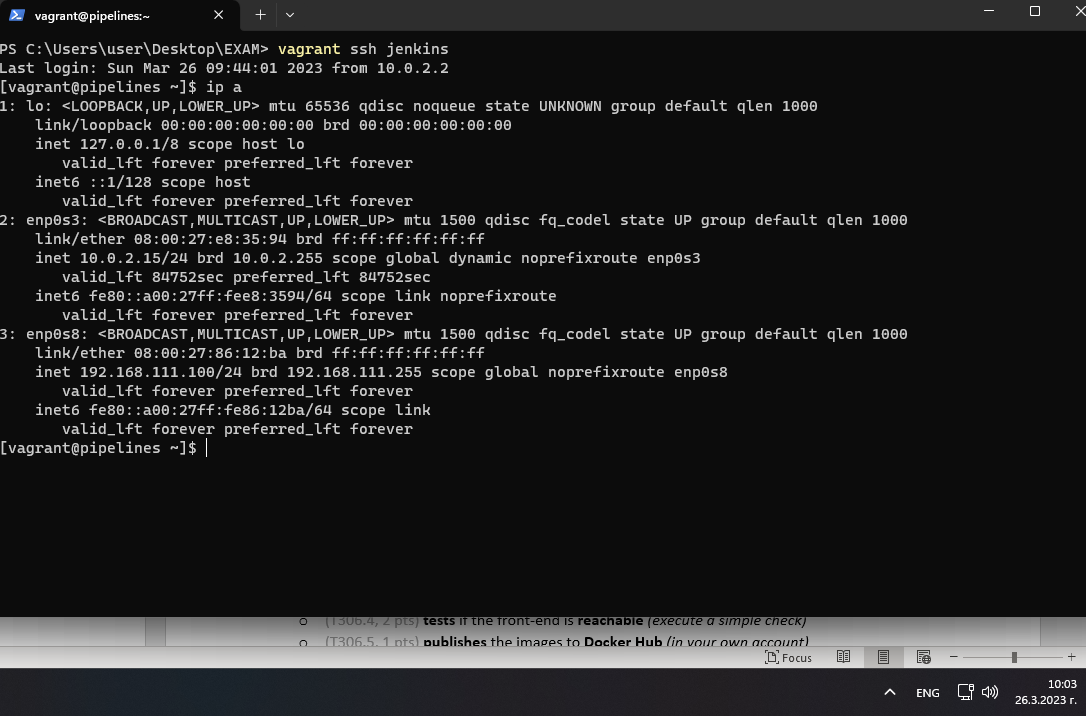 vagrant@pipelines:~
PS C:\Users\user\Desktop\EXAM> vagrant ssh jenkins
Last login: Sun Mar 26 09:44:01 2023 from 10.0.2.2
[vagrant@pipelines ~]$ ip a
1: lo: <LOOPBACK,UP,LOWER_UP> mtu 65536 qdisc noqueue state UNKNOWN group default qlen 1000
    link/loopback 00:00:00:00:00:00 brd 00:00:00:00:00:00
    inet 127.0.0.1/8 scope host lo
       valid_lft forever preferred_lft forever
    inet6 ::1/128 scope host
       valid_lft forever preferred_lft forever
2: enp0s3: <BROADCAST,MULTICAST,UP,LOWER_UP> mtu 1500 qdisc fq_codel state UP group default qlen 1000
    link/ether 08:00:27:e8:35:94 brd ff:ff:ff:ff:ff:ff
    inet 10.0.2.15/24 brd 10.0.2.255 scope global dynamic noprefixroute enp0s3
       valid_lft 84752sec preferred_lft 84752sec
    inet6 fe80::a00:27ff:fee8:3594/64 scope link noprefixroute
       valid_lft forever preferred_lft forever
3: enp0s8: <BROADCAST,MULTICAST,UP,LOWER_UP> mtu 1500 qdisc fq_codel state UP group default qlen 1000
    link/ether 08:00:27:86:12:ba brd ff:ff:ff:ff:ff:ff
    inet 192.168.111.100/24 brd 192.168.111.255 scope global noprefixroute enp0s8
       valid_lft forever preferred_lft forever
    inet6 fe80::a00:27ff:fe86:12ba/64 scope link
       valid_lft forever preferred_lft forever
[vagrant@pipelines ~]$
o (T306.4, 2 pts) tests if the front-end is reachable (execute a simple check)
o (T306.5, 1 pts) publishes the images to Docker Hub (in your own account)
Focus
ENG
10:03
26.3.2023 г.